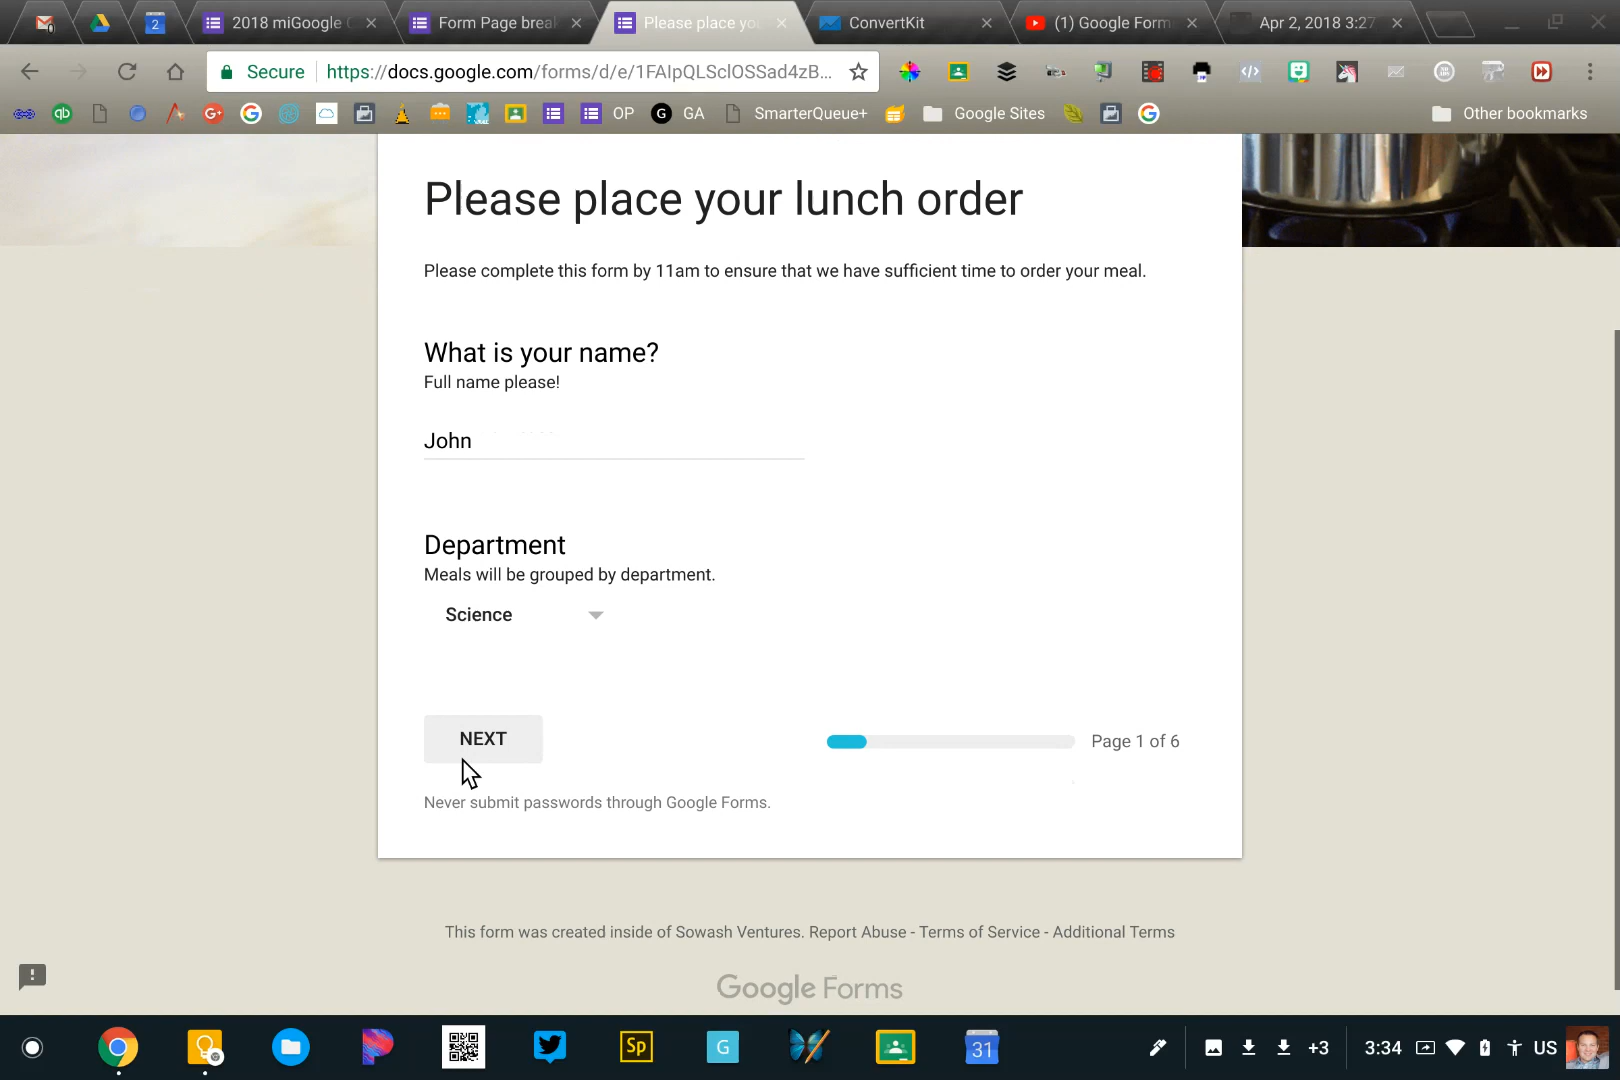 2018 miGoogle
Form Page brea
Please place yo
ConvertKit
(1) Google Form
Apr 2, 2018 3:27
Secure
https://docs.google.com/forms/d/e/1FAIpQLSclOSSad4zB...
OP
GA
SmarterQueue+
Google Sites
Other bookmarks
Please place your lunch order
Please complete this form by 11am to ensure that we have sufficient time to order your meal.
What is your name?
Full name please!
John
Department
Meals will be grouped by department.
Science
NEXT
Page 1 of 6
Never submit passwords through Google Forms.
This form was created inside of Sowash Ventures. Report Abuse - Terms of Service - Additional Terms
Google Forms
Sp
G
31
+3
3:34
US